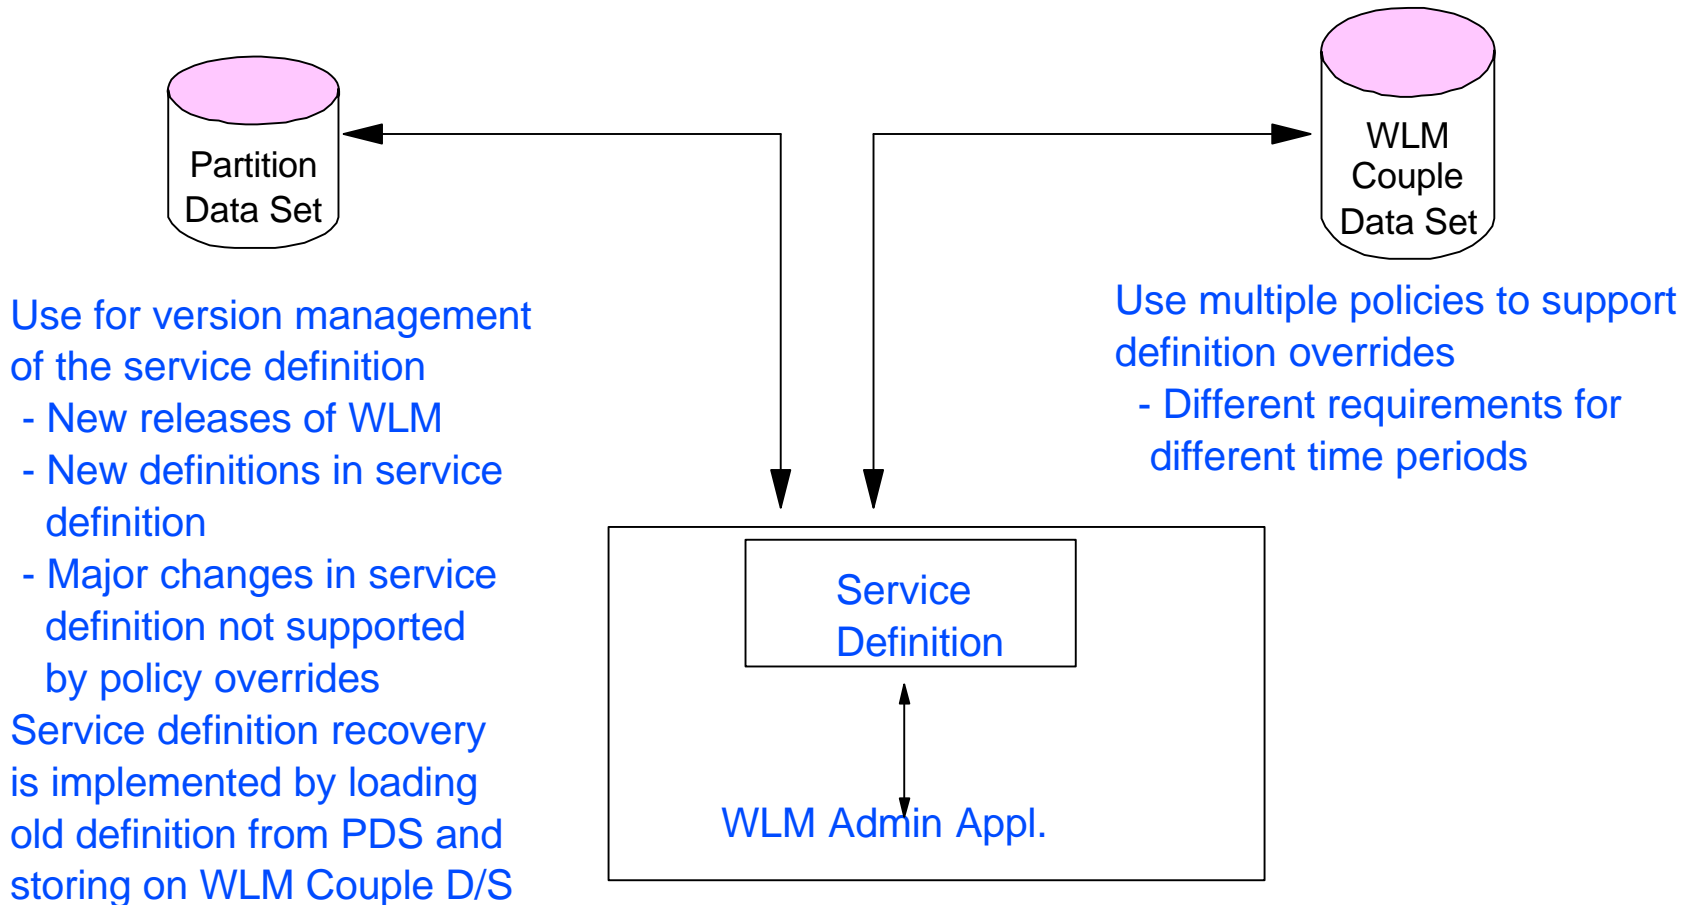 Partition
Data Set
WLM
Couple
Data Set
Use for version management
of the service definition
- New releases of WLM
- New definitions in service
definition
- Major changes in service
definition not supported
by policy overrides
Service definition recovery
is implemented by loading
old definition from PDS and
storing on WLM Couple D/S
Use multiple policies to support
definition overrides
- Different requirements for
different time periods
Service
Definition
WLM Admin Appl.